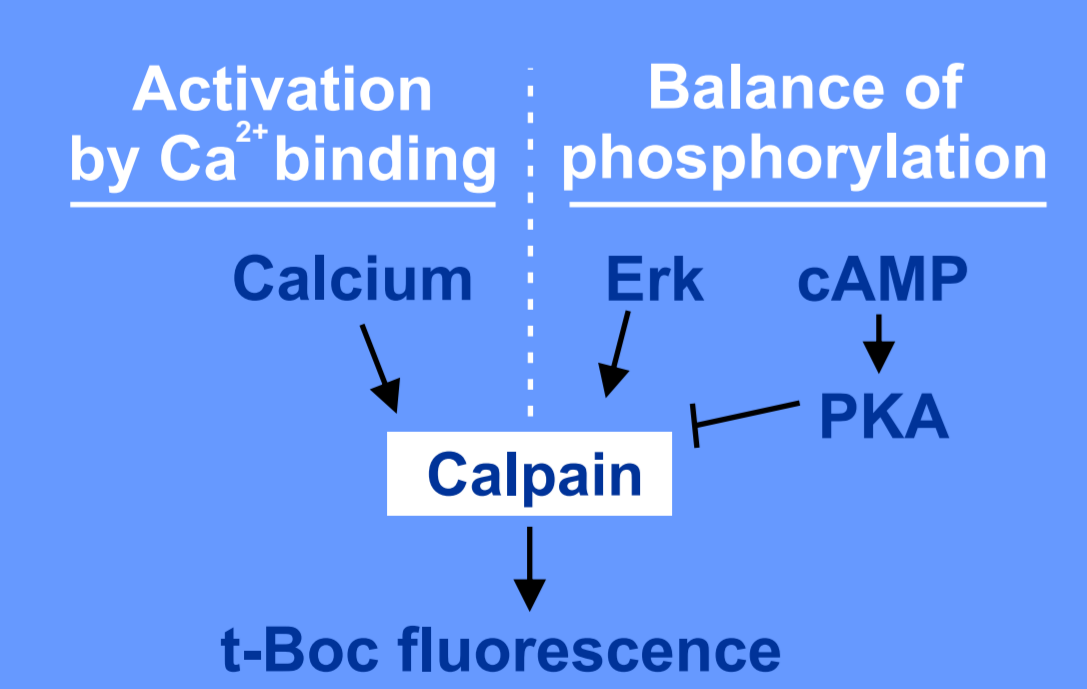 Activation
by Ca2+ binding
Balance of
phosphorylation
Calcium
Erk
cAMP
PKA
Calpain
t-Boc fluorescence